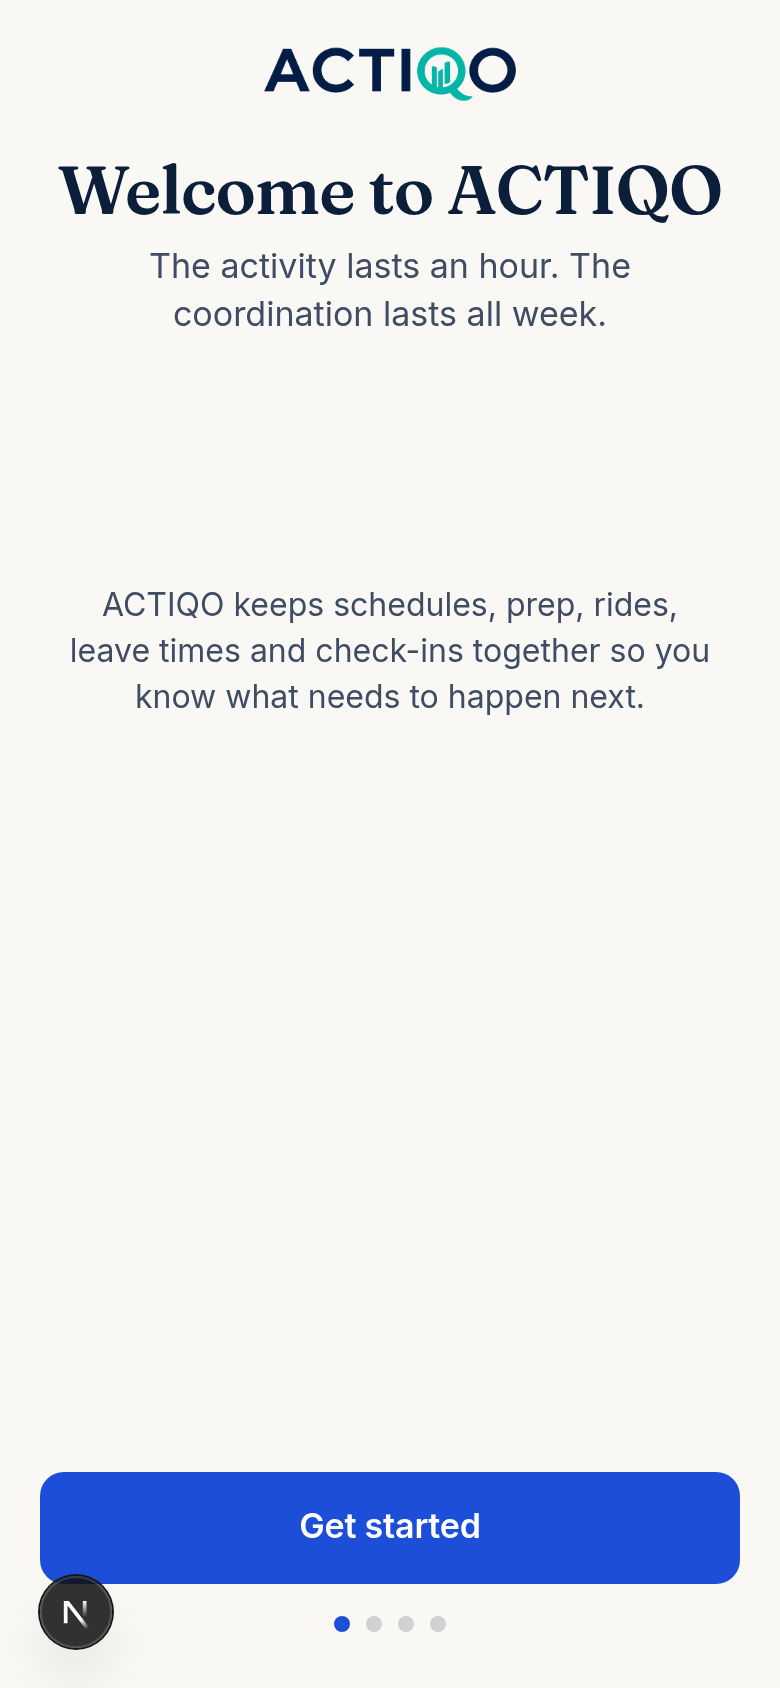 ACTIQO
Welcome to ACTIQO
The activity lasts an hour. The
coordination lasts all week.
ACTIQO keeps schedules, prep, rides,
leave times and check-ins together so you
know what needs to happen next.
Get started
N